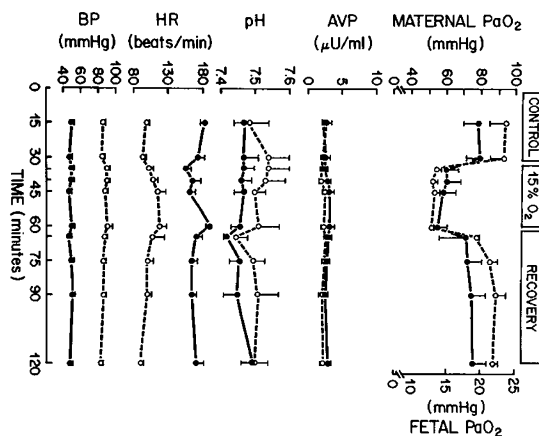 BP HR pH AVP MATERNAL PaO2
(mmHg) (beats/min) (μU/ml) (mmHg)
40 60 80 100 80 130 180 7.4 7.5 7.6 0 10 0 40 60 80 100
0
15
30
45
60
75
90
120
TIME (minutes)
CONTROL
15% O2
RECOVERY
0 10 15 20 25
(mmHg)
FETAL PaO2